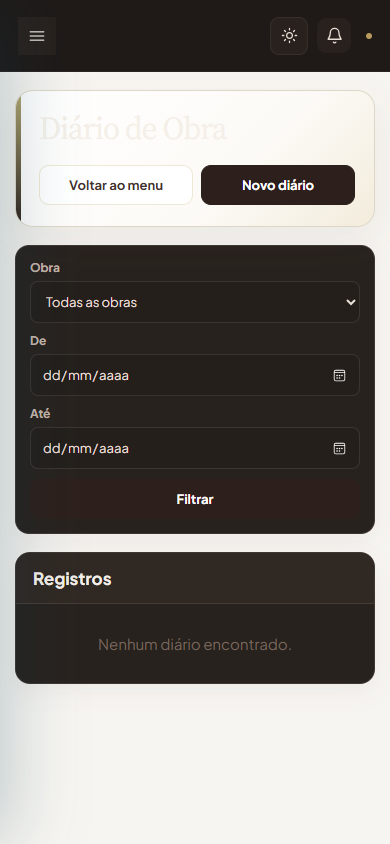 Diário de Obra
Voltar ao menu
Novo diário
Obra
Todas as obras
De
dd/mm/aaaa
Até
dd/mm/aaaa
Filtrar
Registros
Nenhum diário encontrado.